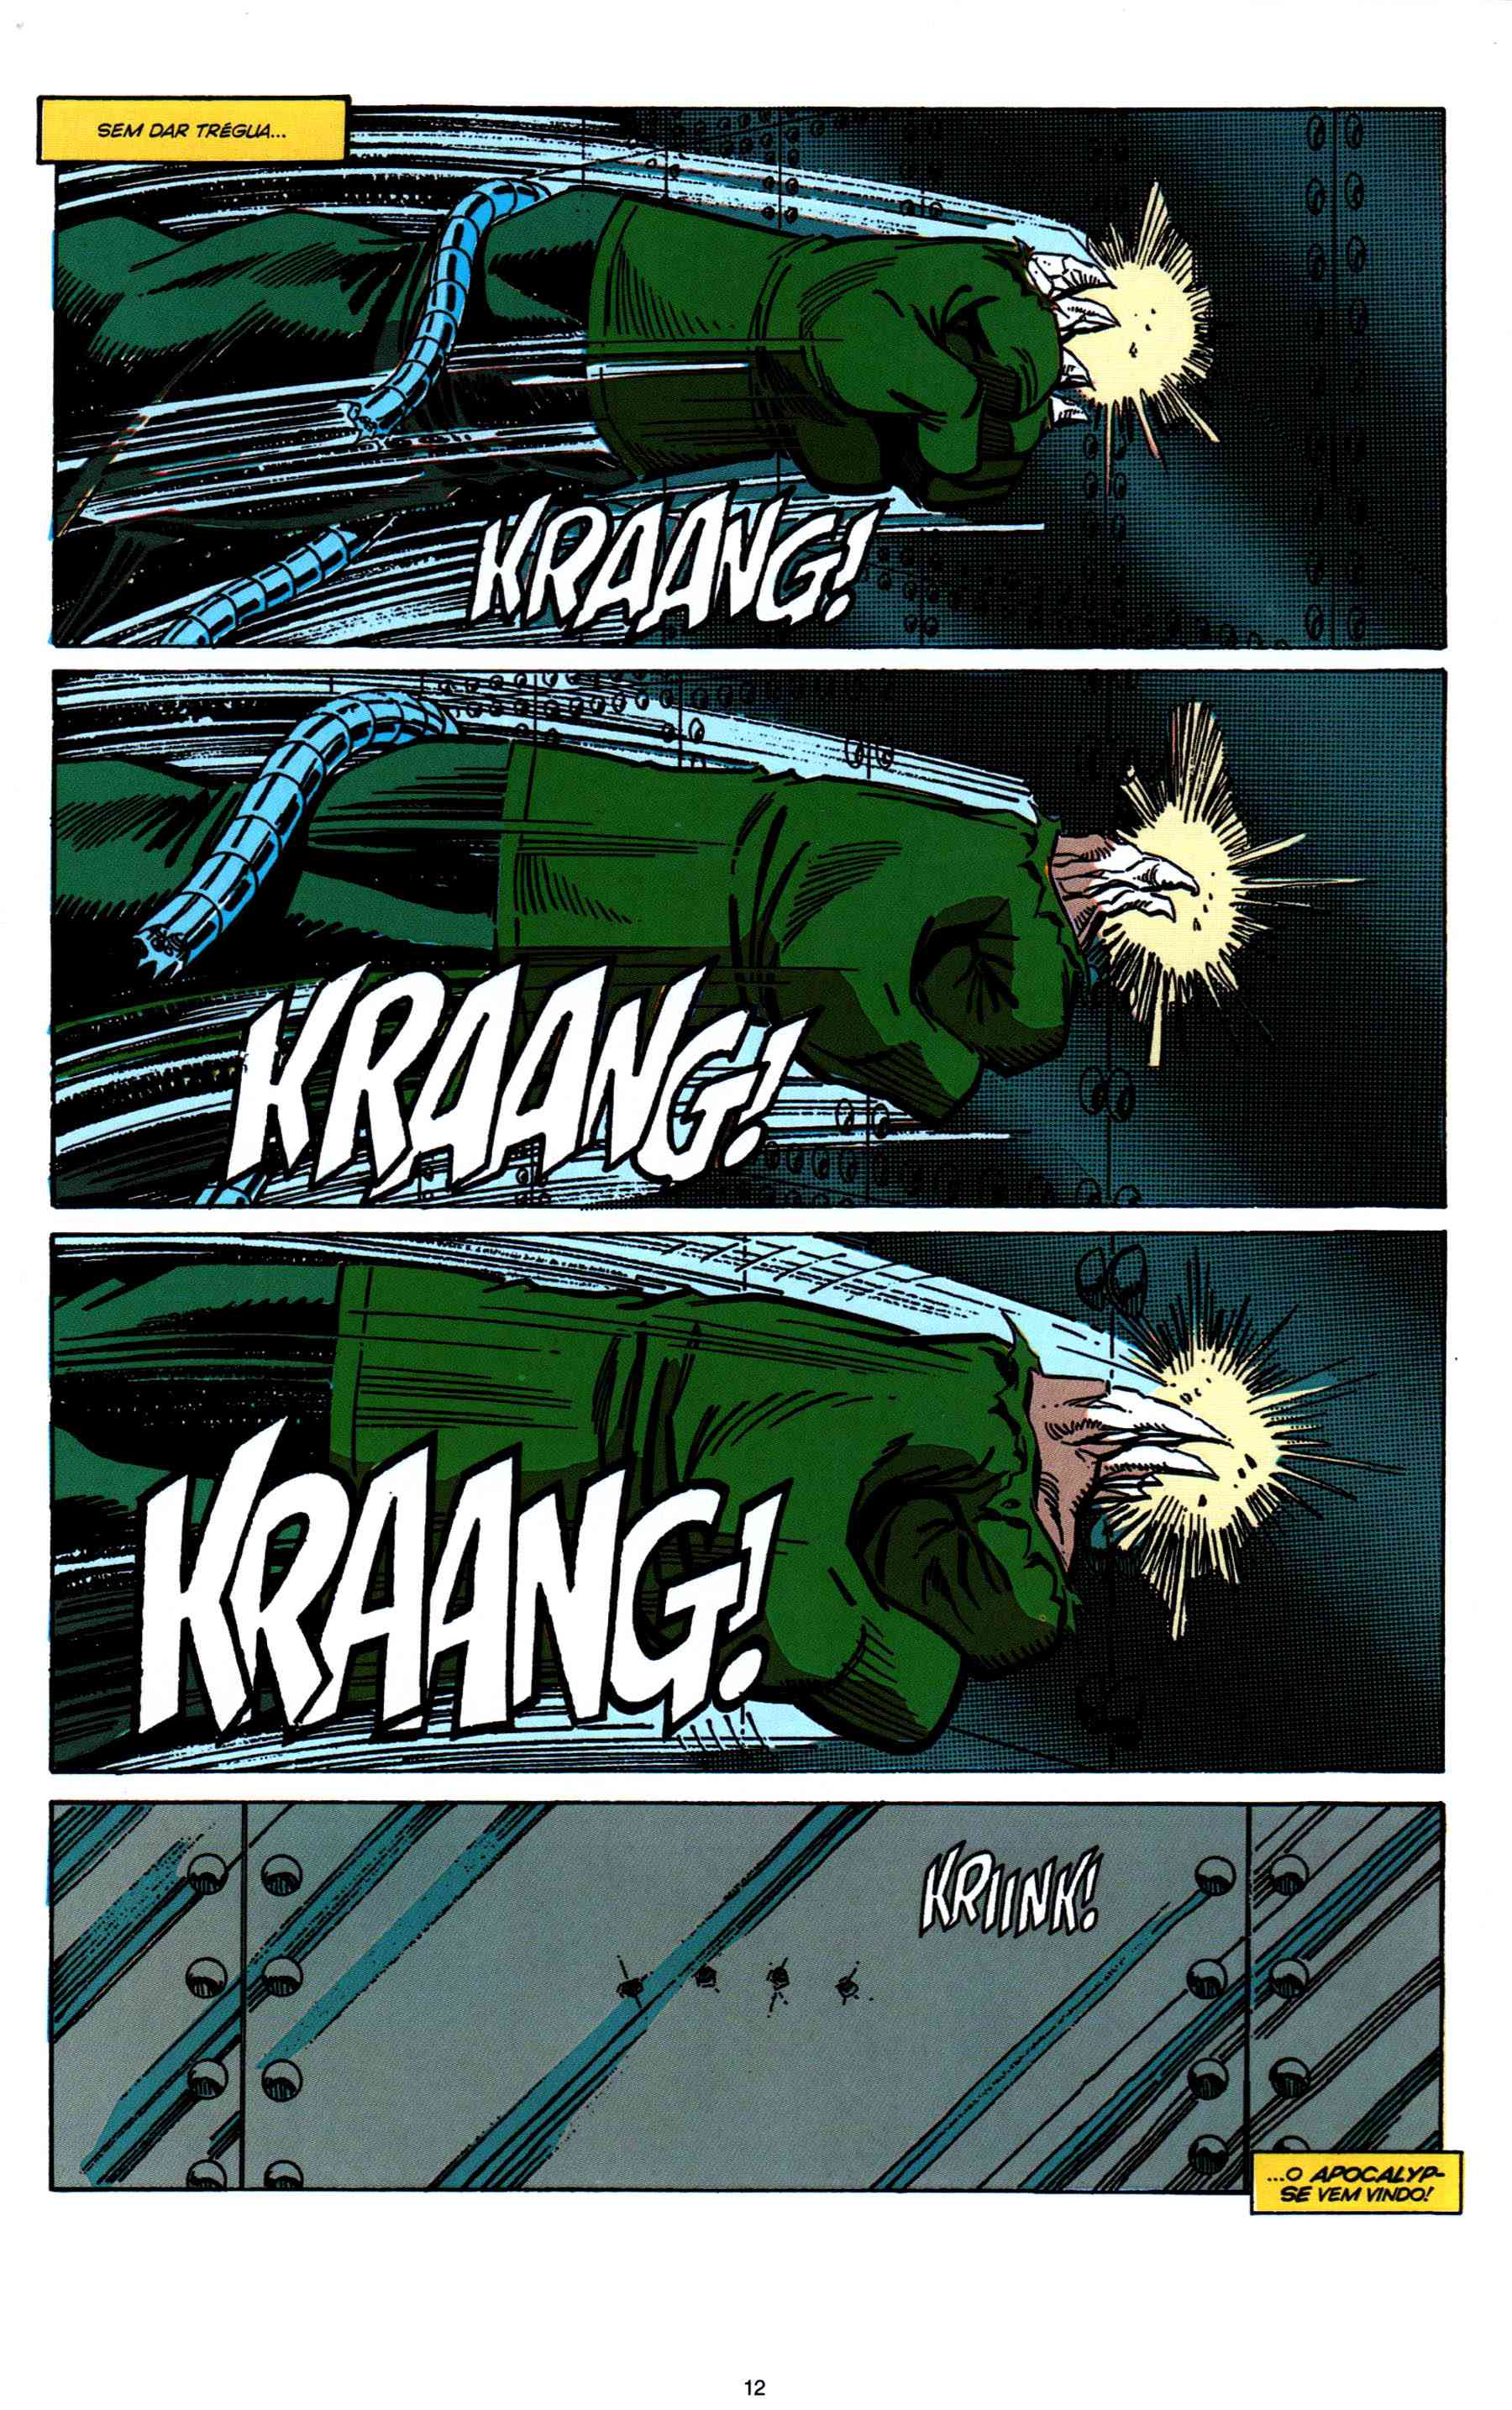 SEM DAR TRÉGUA...
KRAANG!
KRAANG!
KRAANG!
KRIINK!
...O APOCALYP-
SE VEM VINDO!
12